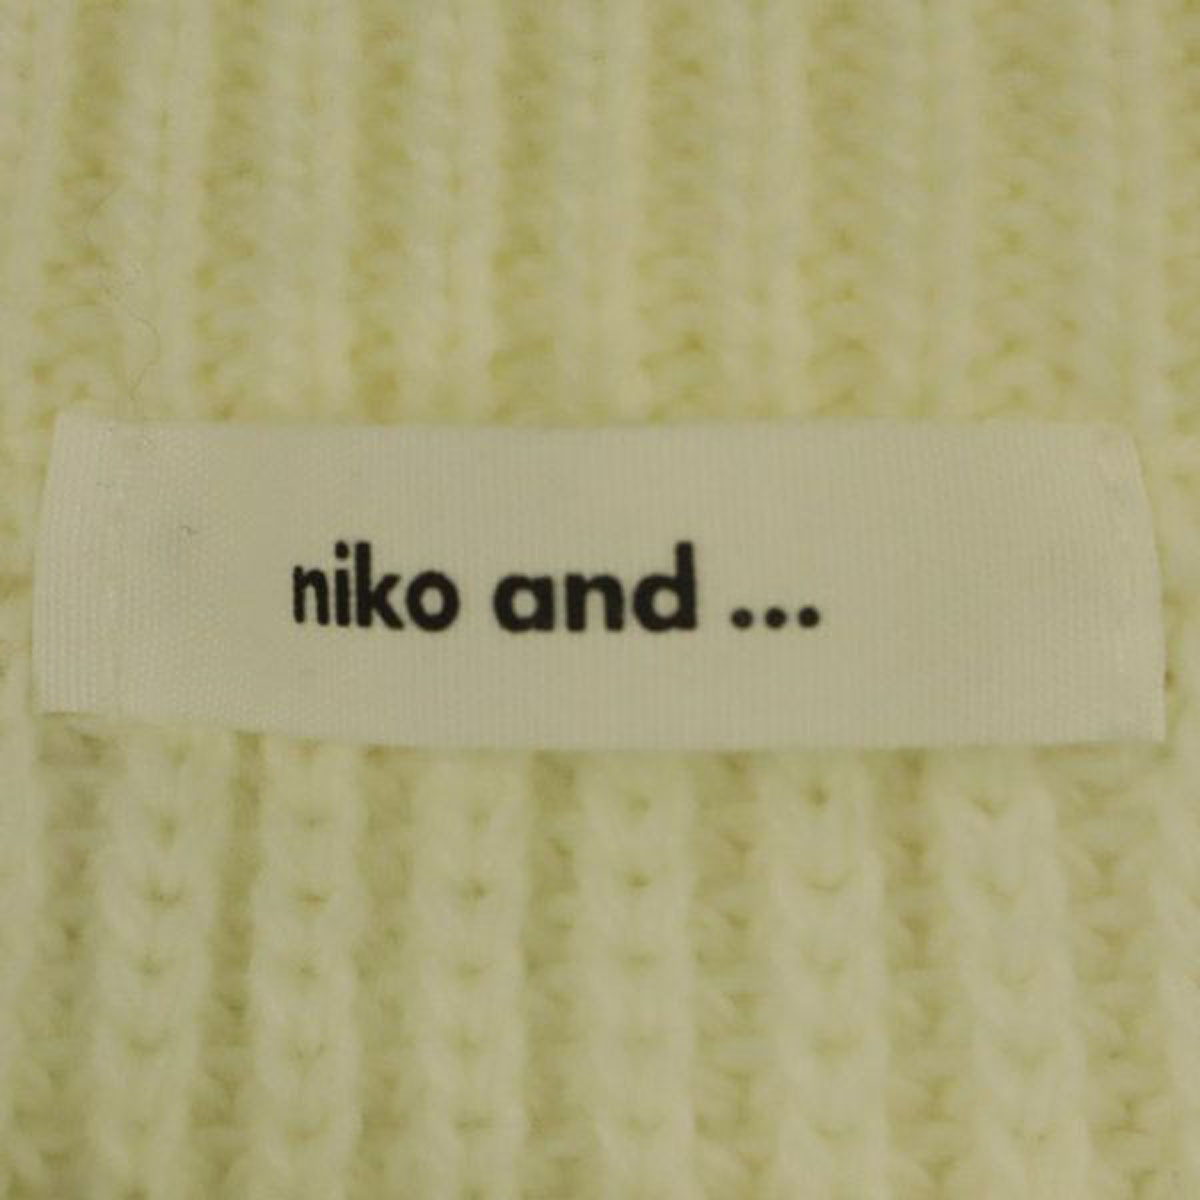 niko and ...